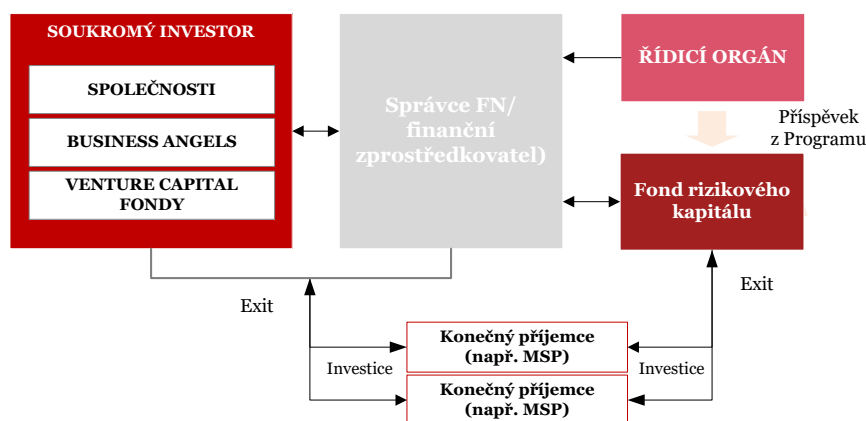 SOUKROMÝ INVESTOR
SPOLEČNOSTI
BUSINESS ANGELS
VENTURE CAPITAL
FONDY
Správce FN/
finanční
zprostředkovatel)
ŘÍDICÍ ORGÁN
Příspěvek
z Programu
Fond rizikového
kapitálu
Exit
Exit
Konečný příjemce
(např. MSP)
Investice
Investice
Konečný příjemce
(např. MSP)